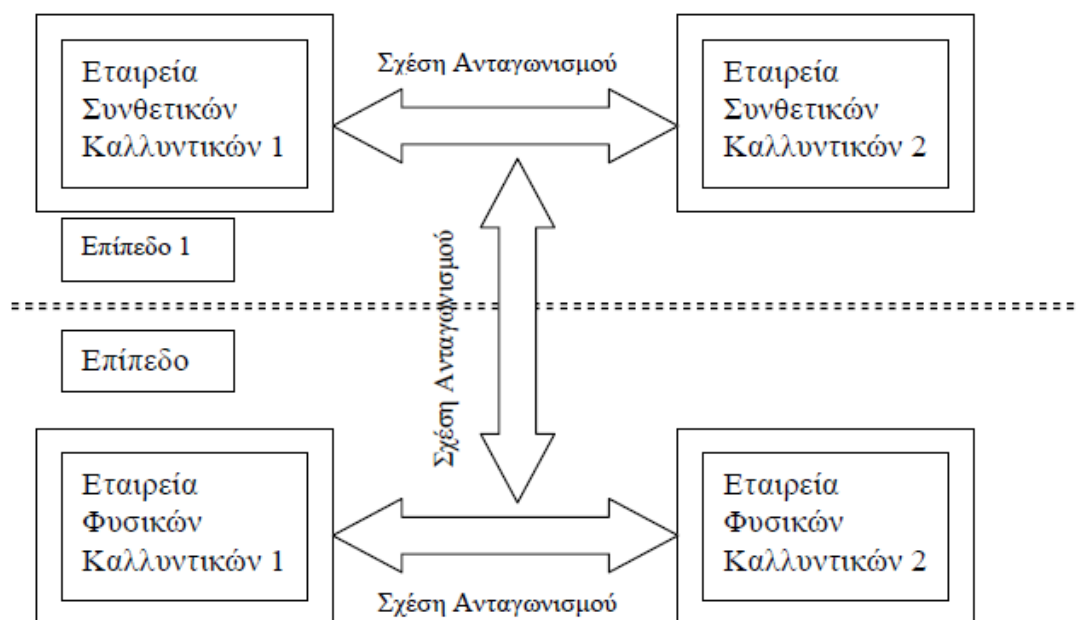 Εταιρεία
Συνθετικών
Καλλυντικών 1
Σχέση Ανταγωνισμού
Εταιρεία
Συνθετικών
Καλλυντικών 2
Επίπεδο 1
Σχέση Ανταγωνισμού
Επίπεδο
Εταιρεία
Φυσικών
Καλλυντικών 1
Εταιρεία
Φυσικών
Καλλυντικών 2
Σχέση Ανταγωνισμού